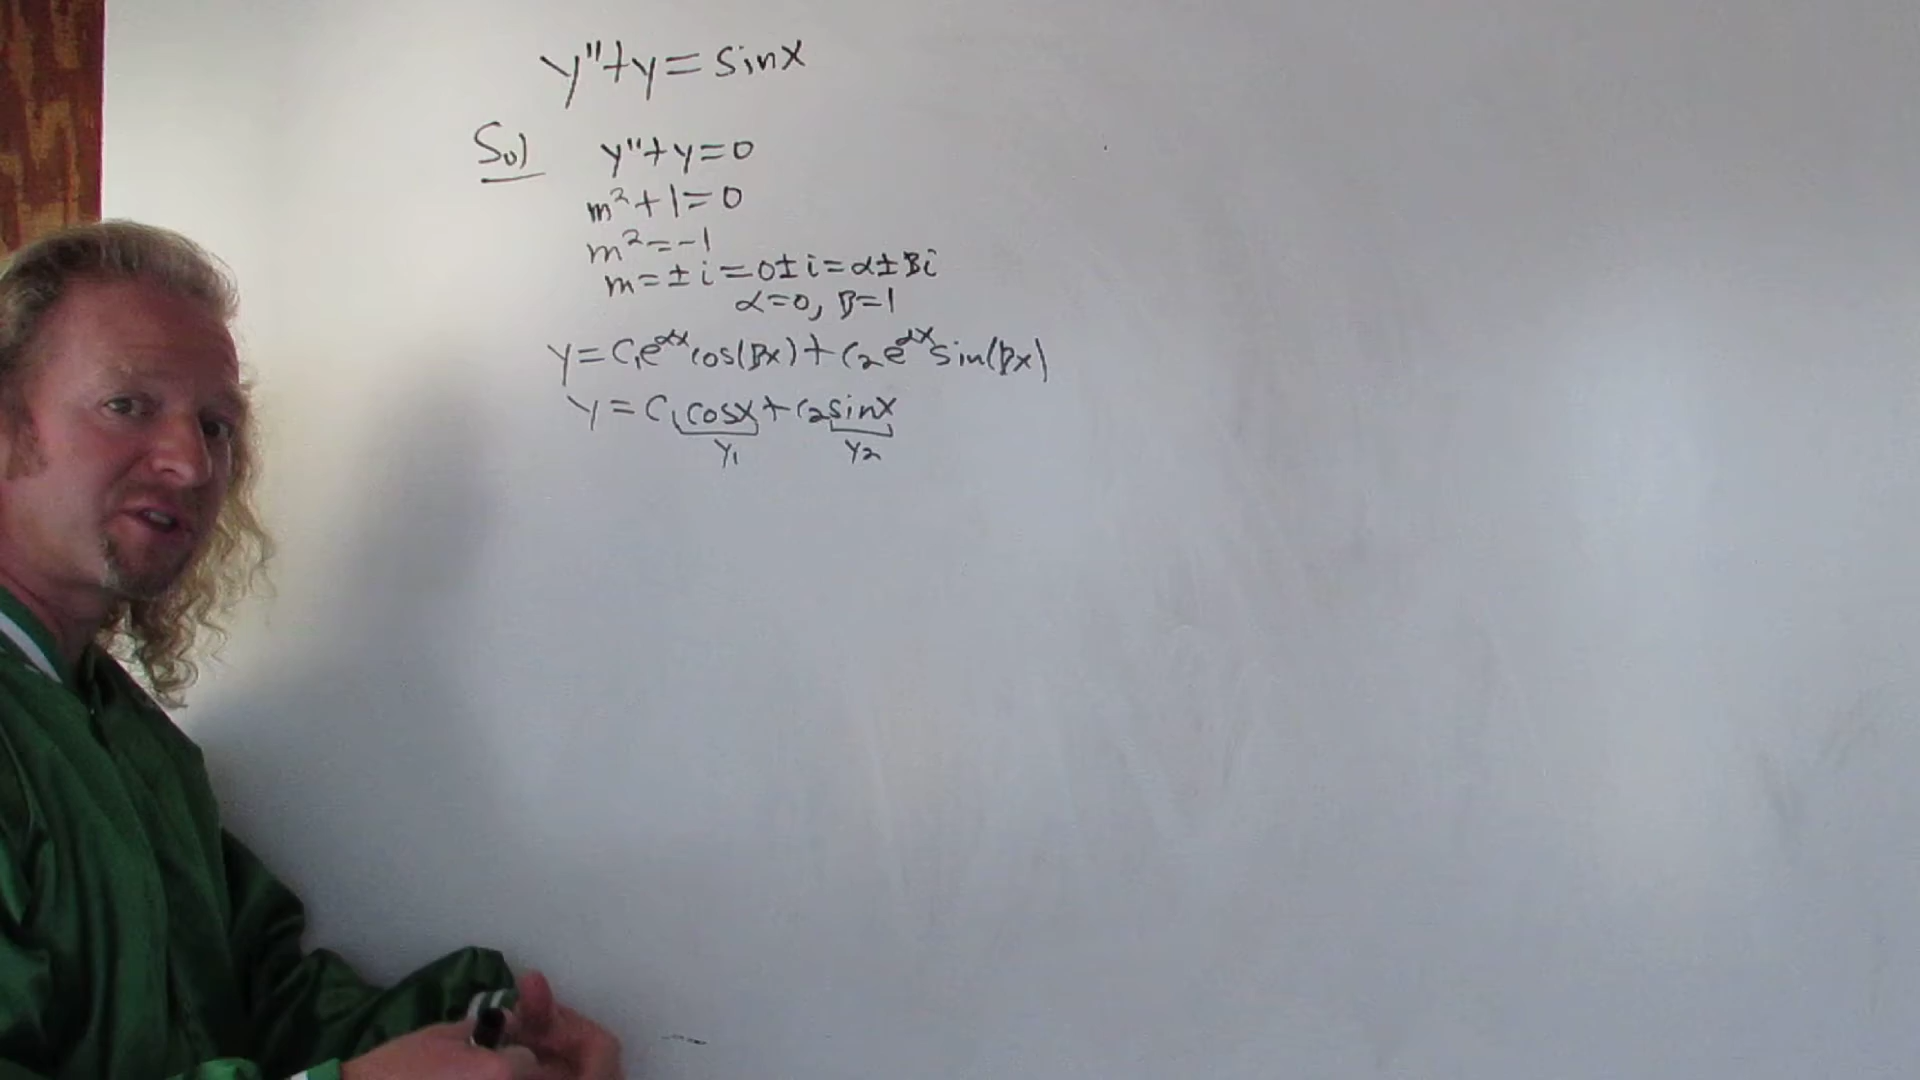 y"+y=sinx
Sol y"+y=0
m²+1=0
m²=-1
m=±i=0±i=α±βi
α=0, β=1
y=C₁e^αx cos(βx)+C₂e^αx sin(βx)
y=C₁cosx+C₂sinx
y₁ y₂